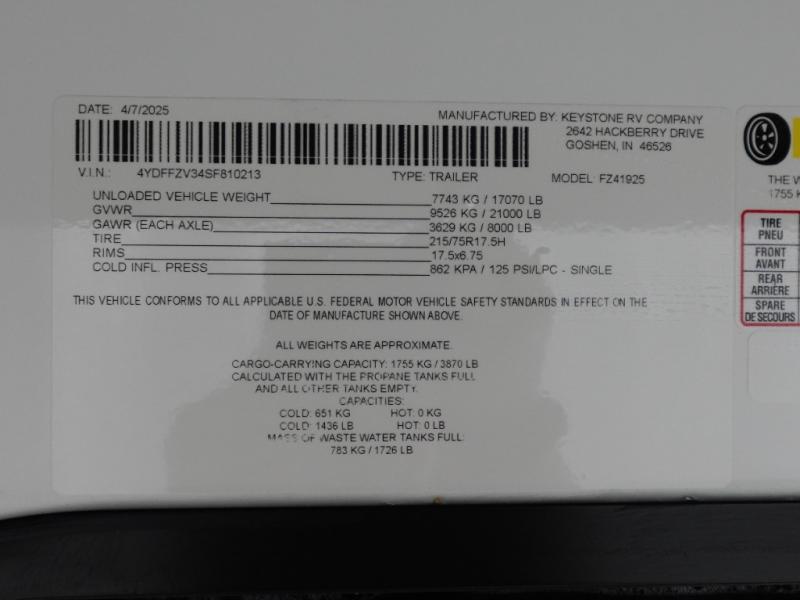 DATE: 4/7/2025
MANUFACTURED BY: KEYSTONE RV COMPANY
2642 HACKBERRY DRIVE
GOSHEN, IN 46526
V.I.N.: 4YDFFZV34SF810213 TYPE: TRAILER MODEL: FZ41925
UNLOADED VEHICLE WEIGHT 7743 KG / 17070 LB
GVWR 9526 KG / 21000 LB
GAWR (EACH AXLE) 3629 KG / 8000 LB
TIRE 215/75R17.5H
RIMS 17.5x6.75
COLD INFL. PRESS 862 KPA / 125 PSI/LPC - SINGLE
THIS VEHICLE CONFORMS TO ALL APPLICABLE U.S. FEDERAL MOTOR VEHICLE SAFETY STANDARDS IN EFFECT ON THE
DATE OF MANUFACTURE SHOWN ABOVE.
ALL WEIGHTS ARE APPROXIMATE.
CARGO-CARRYING CAPACITY: 1755 KG / 3870 LB
CALCULATED WITH THE PROPANE TANKS FULL
AND ALL OTHER TANKS EMPTY.
CAPACITIES:
COLD: 651 KG HOT: 0 KG
COLD: 1436 LB HOT: 0 LB
MASS OF WASTE WATER TANKS FULL:
783 KG / 1726 LB
THE
1755
TIRE
PNEU
FRONT
AVANT
REAR
ARRIÈRE
SPARE
DE SECOURS